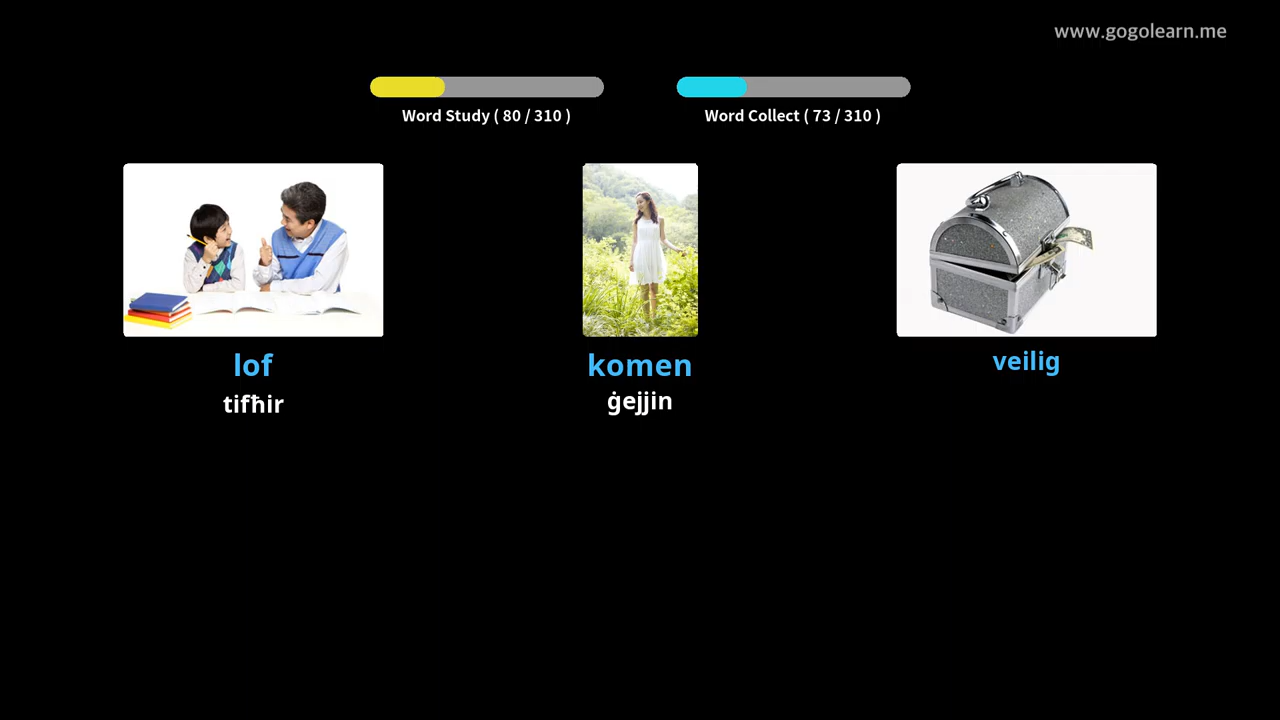 www.gogolearn.me
Word Study ( 80 / 310 )
Word Collect ( 73 / 310 )
lof
tifħir
komen
ġejjin
veilig